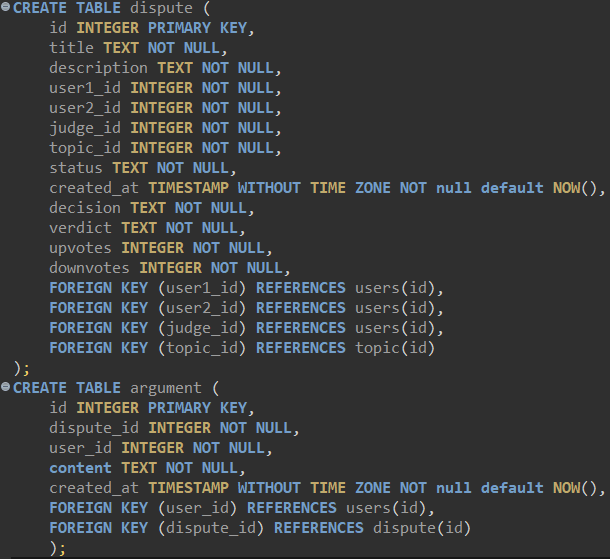 CREATE TABLE dispute (
    id INTEGER PRIMARY KEY,
    title TEXT NOT NULL,
    description TEXT NOT NULL,
    user1_id INTEGER NOT NULL,
    user2_id INTEGER NOT NULL,
    judge_id INTEGER NOT NULL,
    topic_id INTEGER NOT NULL,
    status TEXT NOT NULL,
    created_at TIMESTAMP WITHOUT TIME ZONE NOT null default NOW(),
    decision TEXT NOT NULL,
    verdict TEXT NOT NULL,
    upvotes INTEGER NOT NULL,
    downvotes INTEGER NOT NULL,
    FOREIGN KEY (user1_id) REFERENCES users(id),
    FOREIGN KEY (user2_id) REFERENCES users(id),
    FOREIGN KEY (judge_id) REFERENCES users(id),
    FOREIGN KEY (topic_id) REFERENCES topic(id)
);
CREATE TABLE argument (
    id INTEGER PRIMARY KEY,
    dispute_id INTEGER NOT NULL,
    user_id INTEGER NOT NULL,
    content TEXT NOT NULL,
    created_at TIMESTAMP WITHOUT TIME ZONE NOT null default NOW(),
    FOREIGN KEY (user_id) REFERENCES users(id),
    FOREIGN KEY (dispute_id) REFERENCES dispute(id)
    );